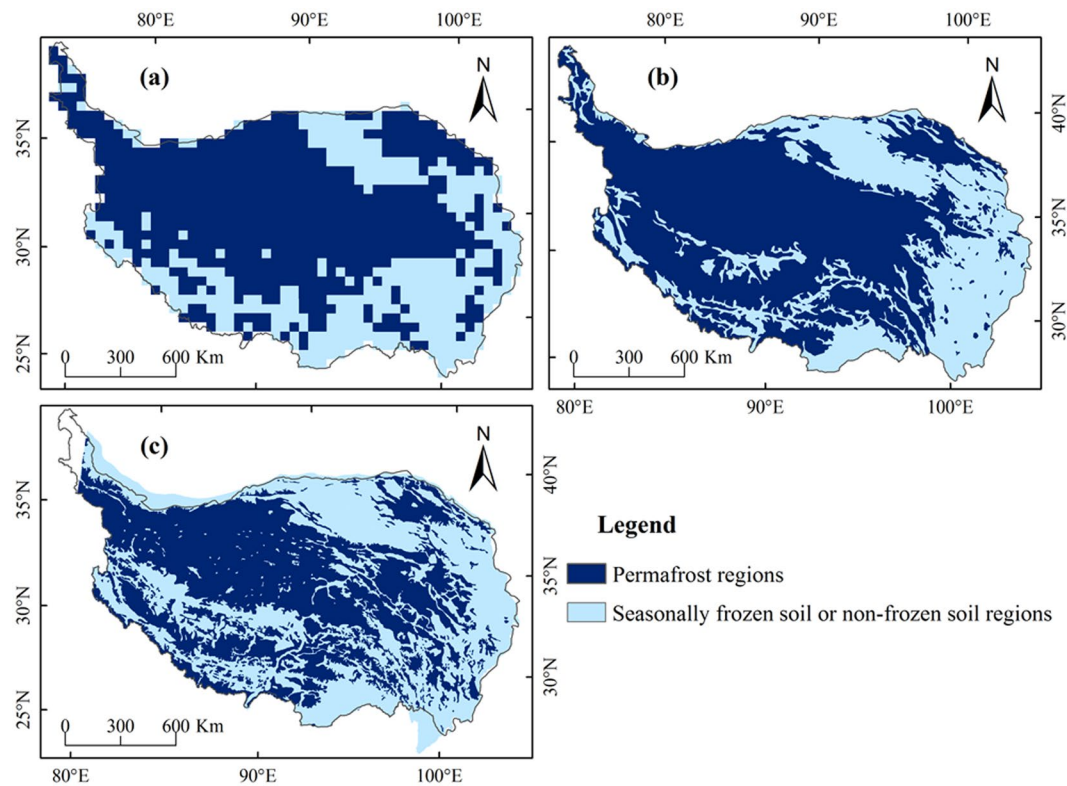 80°E 90°E 100°E 80°E 90°E 100°E
(a) N (b) N
35°N 30°N 25°N 40°N 35°N 30°N
0 300 600 Km 0 300 600 Km
80°E 90°E 100°E
(c) N
35°N 30°N 25°N 40°N 35°N 30°N
0 300 600 Km
80°E 90°E 100°E
Legend
Permafrost regions
Seasonally frozen soil or non-frozen soil regions